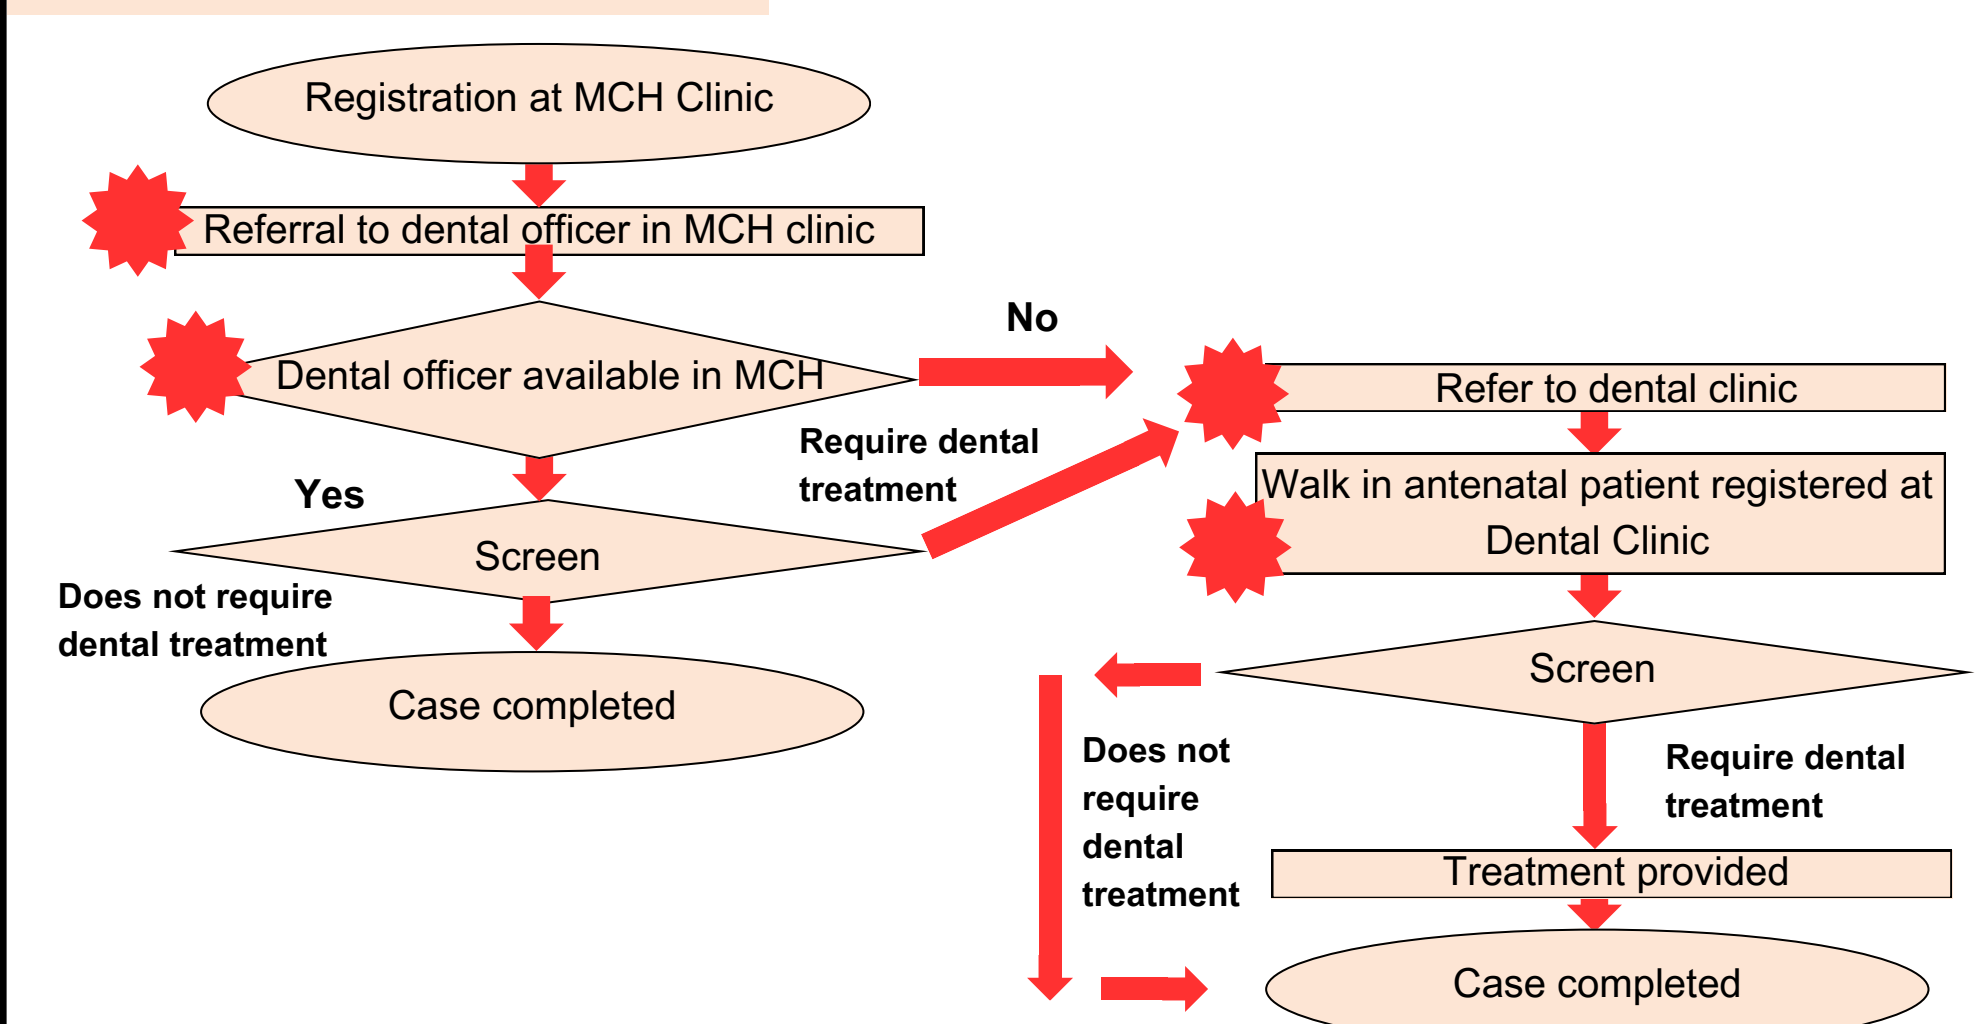 Registration at MCH Clinic
Referral to dental officer in MCH clinic
Dental officer available in MCH
No
Yes
Require dental
treatment
Screen
Does not require
dental treatment
Case completed
Refer to dental clinic
Walk in antenatal patient registered at
Dental Clinic
Screen
Does not
require
dental
treatment
Require dental
treatment
Treatment provided
Case completed